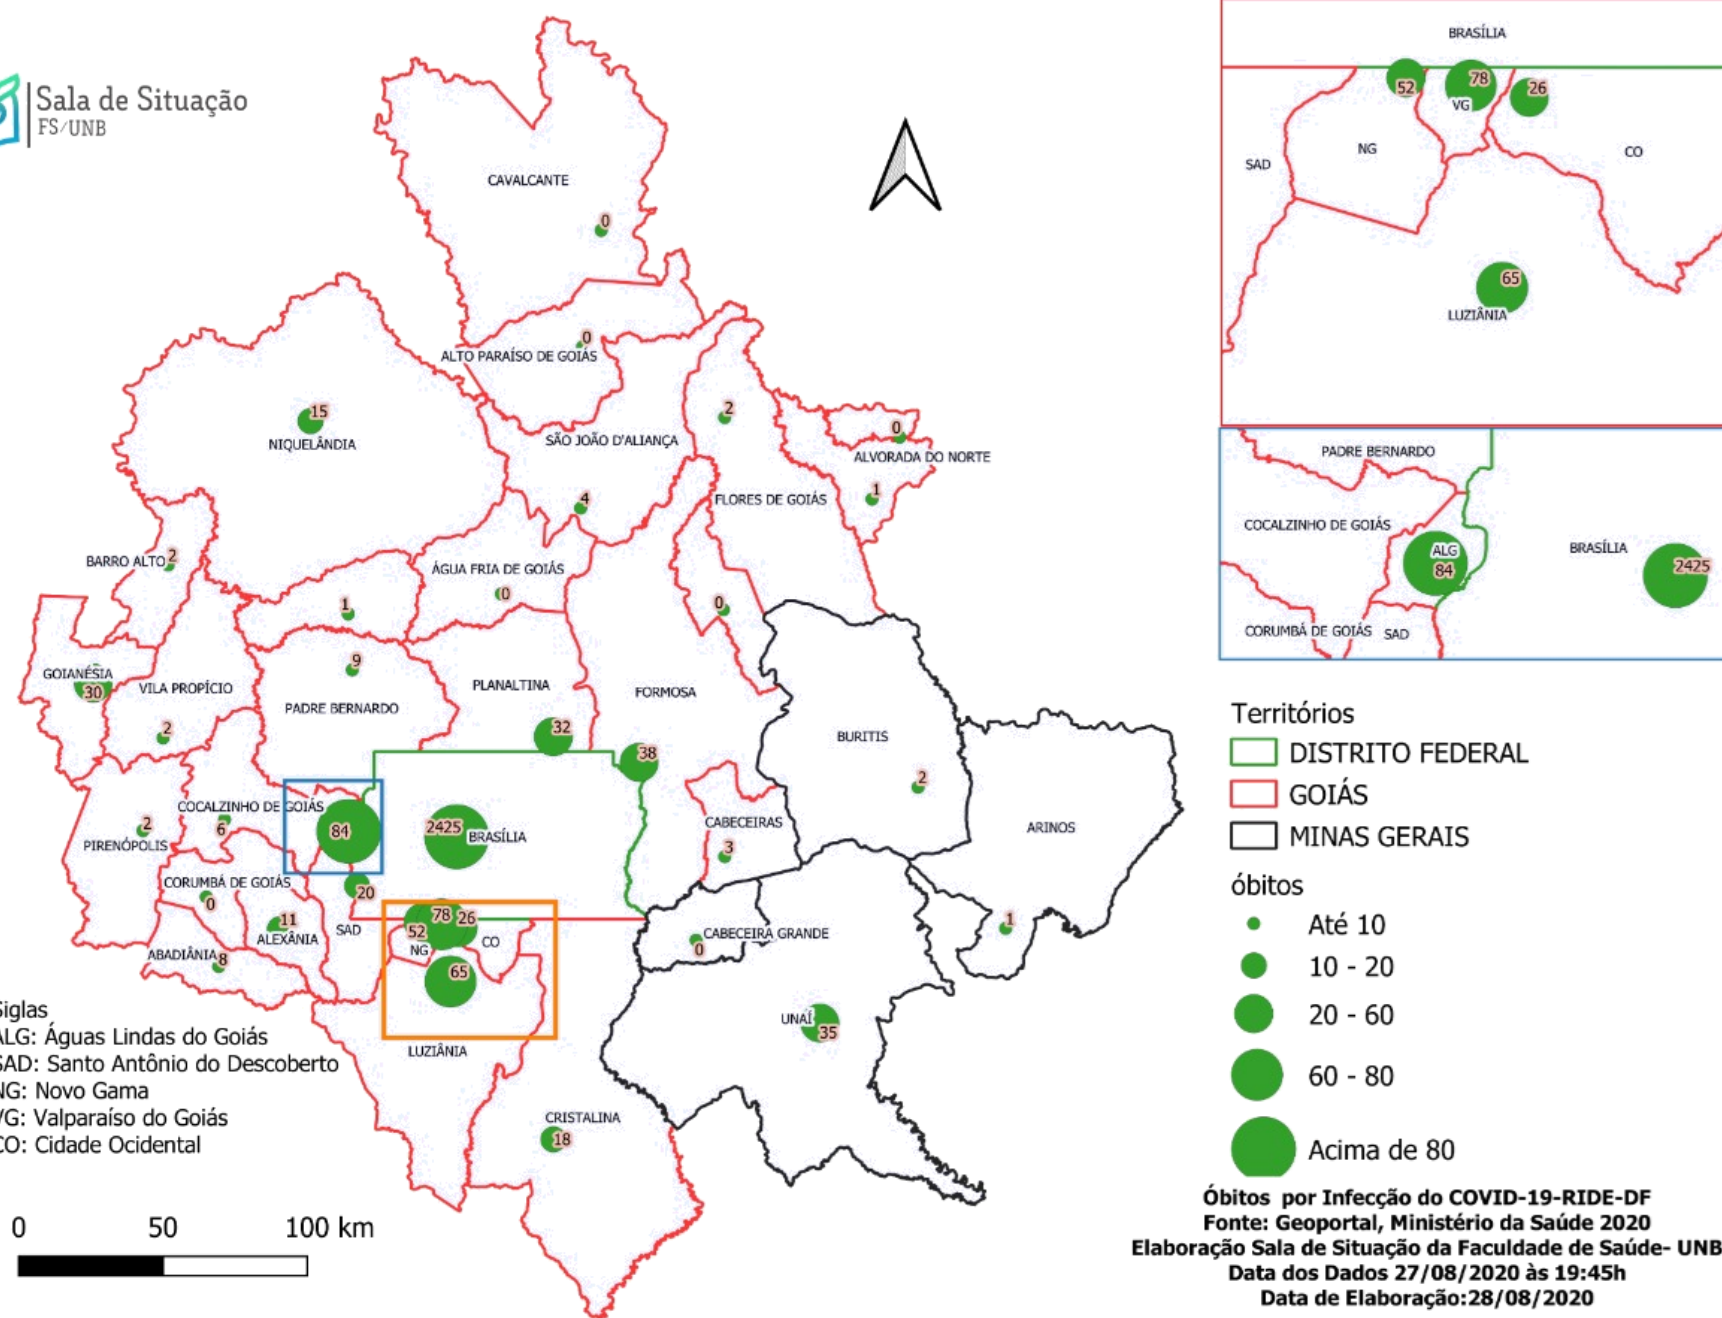 Sala de Situação
FS/UNB
CAVALCANTE
0
0
ALTO PARAÍSO DE GOIÁS
15
NIQUELÂNDIA
2
SÃO JOÃO D'ALIANÇA
0
ALVORADA DO NORTE
4
FLORES DE GOIÁS
1
BARRO ALTO
2
ÁGUA FRIA DE GOIÁS
0
1
0
GOIANÉSIA
30
VILA PROPÍCIO
9
PADRE BERNARDO
PLANALTINA
FORMOSA
2
32
38
BURITIS
2
ARINOS
COCALZINHO DE GOIÁS
6
2
PIRENÓPOLIS
84
2425
BRASÍLIA
CABECEIRAS
3
CORUMBÁ DE GOIÁS
0
20
11
ALEXÂNIA
SAD
78
26
52
NG
CO
CABECEIRA GRANDE
0
1
ABADIÂNIA
8
65
UNAÍ
35
LUZIÂNIA
CRISTALINA
18
Siglas
ALG: Águas Lindas do Goiás
SAD: Santo Antônio do Descoberto
NG: Novo Gama
VG: Valparaíso do Goiás
CO: Cidade Ocidental
0 50 100 km
BRASÍLIA
52
78
VG
26
SAD
NG
CO
65
LUZIÂNIA
PADRE BERNARDO
COCALZINHO DE GOIÁS
ALG
84
BRASÍLIA
2425
CORUMBÁ DE GOIÁS
SAD
Territórios
DISTRITO FEDERAL
GOIÁS
MINAS GERAIS
óbitos
Até 10
10 - 20
20 - 60
60 - 80
Acima de 80
Óbitos por Infecção do COVID-19-RIDE-DF
Fonte: Geoportal, Ministério da Saúde 2020
Elaboração Sala de Situação da Faculdade de Saúde- UNB
Data dos Dados 27/08/2020 às 19:45h
Data de Elaboração:28/08/2020